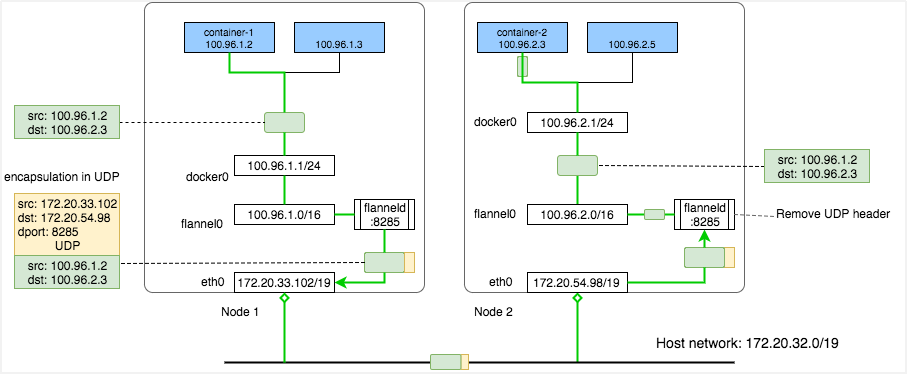 container-1
100.96.1.2
100.96.1.3
container-2
100.96.2.3
100.96.2.5
src: 100.96.1.2
dst: 100.96.2.3
docker0
100.96.2.1/24
100.96.1.1/24
docker0
src: 100.96.1.2
dst: 100.96.2.3
encapsulation in UDP
src: 172.20.33.102
dst: 172.20.54.98
dport: 8285
UDP
src: 100.96.1.2
dst: 100.96.2.3
flannel0
100.96.1.0/16
flanneld
:8285
flannel0
100.96.2.0/16
flanneld
:8285
Remove UDP header
eth0
172.20.33.102/19
eth0
172.20.54.98/19
Node 1
Node 2
Host network: 172.20.32.0/19